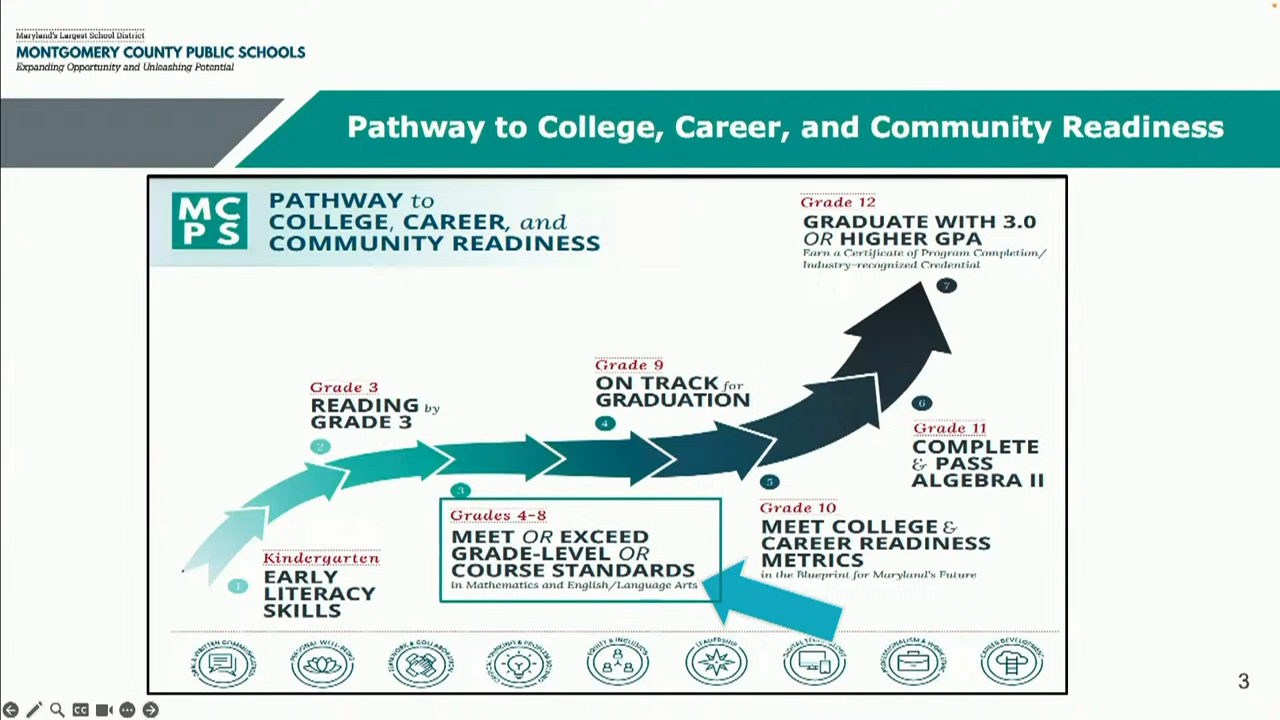 Maryland's Largest School District
MONTGOMERY COUNTY PUBLIC SCHOOLS
Expanding Opportunity and Unleashing Potential
Pathway to College, Career, and Community Readiness
MC
PS
PATHWAY to
COLLEGE, CAREER, and
COMMUNITY READINESS
Grade 12
GRADUATE WITH 3.0
OR HIGHER GPA
Earn a Certificate of Program Completion/
Industry-recognized Credential
7
Grade 9
ON TRACK for
GRADUATION
4
Grade 3
READING by
GRADE 3
2
6
Grade 11
COMPLETE
& PASS
ALGEBRA II
3
Grades 4-8
MEET OR EXCEED
GRADE-LEVEL OR
COURSE STANDARDS
in Mathematics and English/Language Arts
5
Grade 10
MEET COLLEGE &
CAREER READINESS
METRICS
in the Blueprint for Maryland's Future
1
Kindergarten
EARLY
LITERACY
SKILLS
LEADERSHIP
3
CC